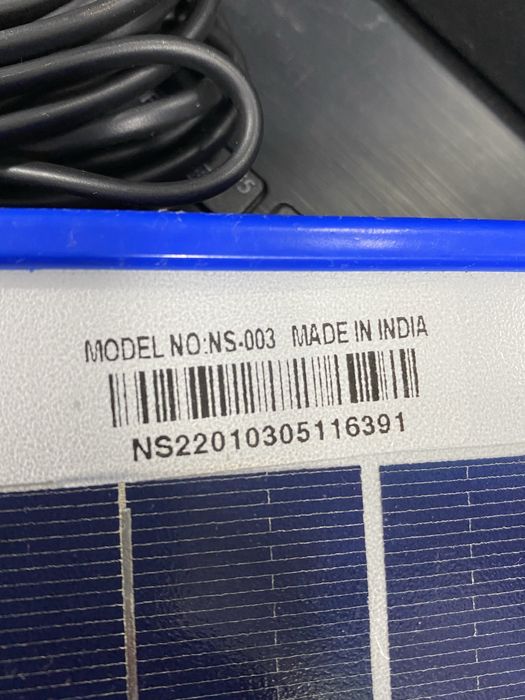 MODEL NO:NS-003 MADE IN INDIA
NS22010305116391